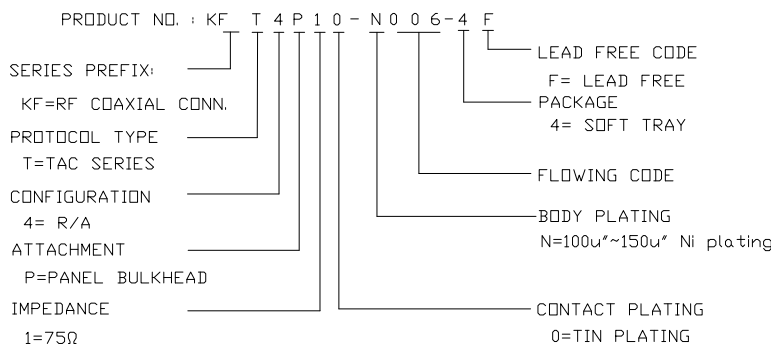 PRODUCT NO. : KF T 4 P 1 0 - N 0 0 6 - 4 F
SERIES PREFIX:
KF=RF COAXIAL CONN.
PROTOCOL TYPE
T=TAC SERIES
CONFIGURATION
4= R/A
ATTACHMENT
P=PANEL BULKHEAD
IMPEDANCE
1=75Ω
LEAD FREE CODE
F= LEAD FREE
PACKAGE
4= SOFT TRAY
FLOWING CODE
BODY PLATING
N=100u"~150u" Ni plating
CONTACT PLATING
0=TIN PLATING